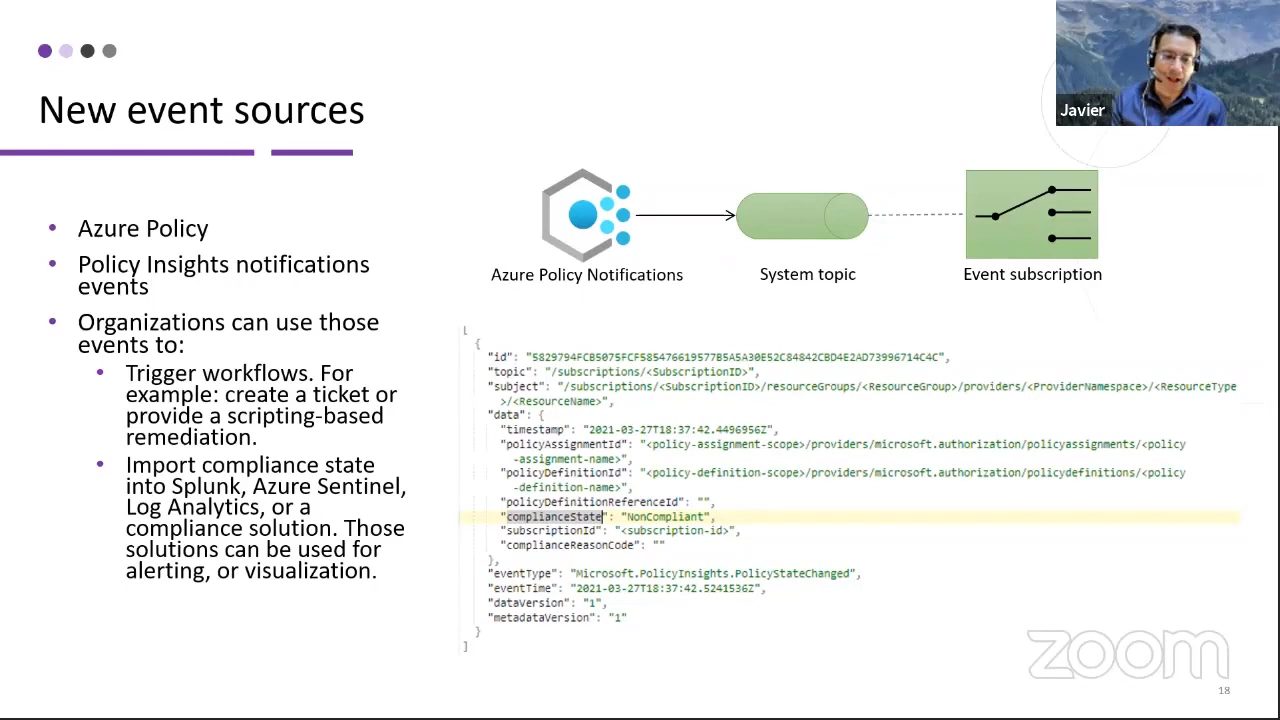 New event sources
Javier
• Azure Policy
• Policy Insights notifications
events
• Organizations can use those
events to:
• Trigger workflows. For
example: create a ticket or
provide a scripting-based
remediation.
• Import compliance state
into Splunk, Azure Sentinel,
Log Analytics, or a
compliance solution. Those
solutions can be used for
alerting, or visualization.
Azure Policy Notifications
System topic
Event subscription
[
{
"id": "5829794FCB5075FCF585476619577B5A5A30E52C84842CBD4E2AD73996714C4C",
"topic": "/subscriptions/<SubscriptionID>",
"subject": "/subscriptions/<SubscriptionID>/resourceGroups/<ResourceGroup>/providers/<ProviderNamespace>/<ResourceType
>/<ResourceName>",
"data": {
"timestamp": "2021-03-27T18:37:42.4496956Z",
"policyAssignmentId": "<policy-assignment-scope>/providers/microsoft.authorization/policyassignments/<policy
-assignment-name>",
"policyDefinitionId": "<policy-definition-scope>/providers/microsoft.authorization/policydefinitions/<policy
-definition-name>",
"policyDefinitionReferenceId": "",
"complianceState": "NonCompliant",
"subscriptionId": "<subscription-id>",
"complianceReasonCode": ""
},
"eventType": "Microsoft.PolicyInsights.PolicyStateChanged",
"eventTime": "2021-03-27T18:37:42.5241536Z",
"dataVersion": "1",
"metadataVersion": "1"
}
]
zoom
18